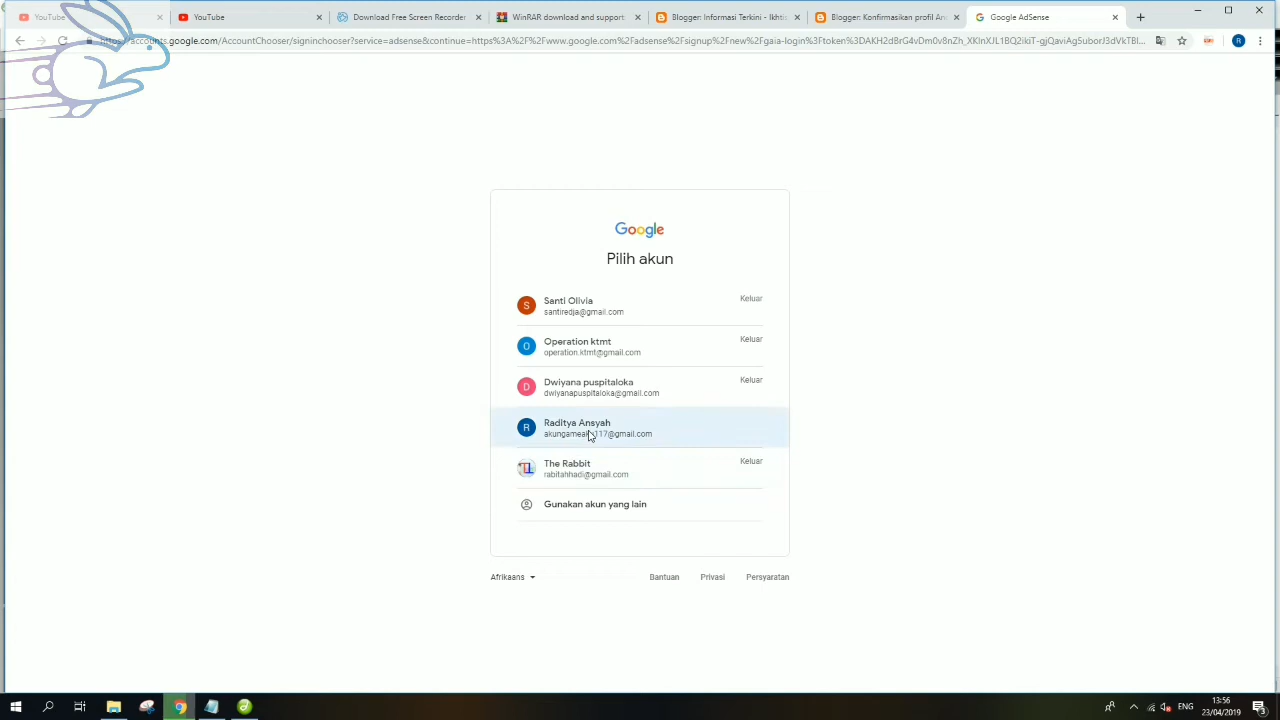 YouTube
YouTube
Download Free Screen Recorder
WinRAR download and support
Blogger: Informasi Terkini - Ikhti
Blogger: Konfirmasikan profil An
Google AdSense
Google
Pilih akun
S
Santi Olivia
Keluar
santiredja@gmail.com
O
Operation ktmt
Keluar
operation.ktmt@gmail.com
D
Dwiyana puspitaloka
Keluar
dwiyanapuspitaloka@gmail.com
R
Raditya Ansyah
The Rabbit
Keluar
rabitahhadi@gmail.com
Gunakan akun yang lain
Afrikaans
Bantuan
Privasi
Persyaratan
ENG
13:56
23/04/2019